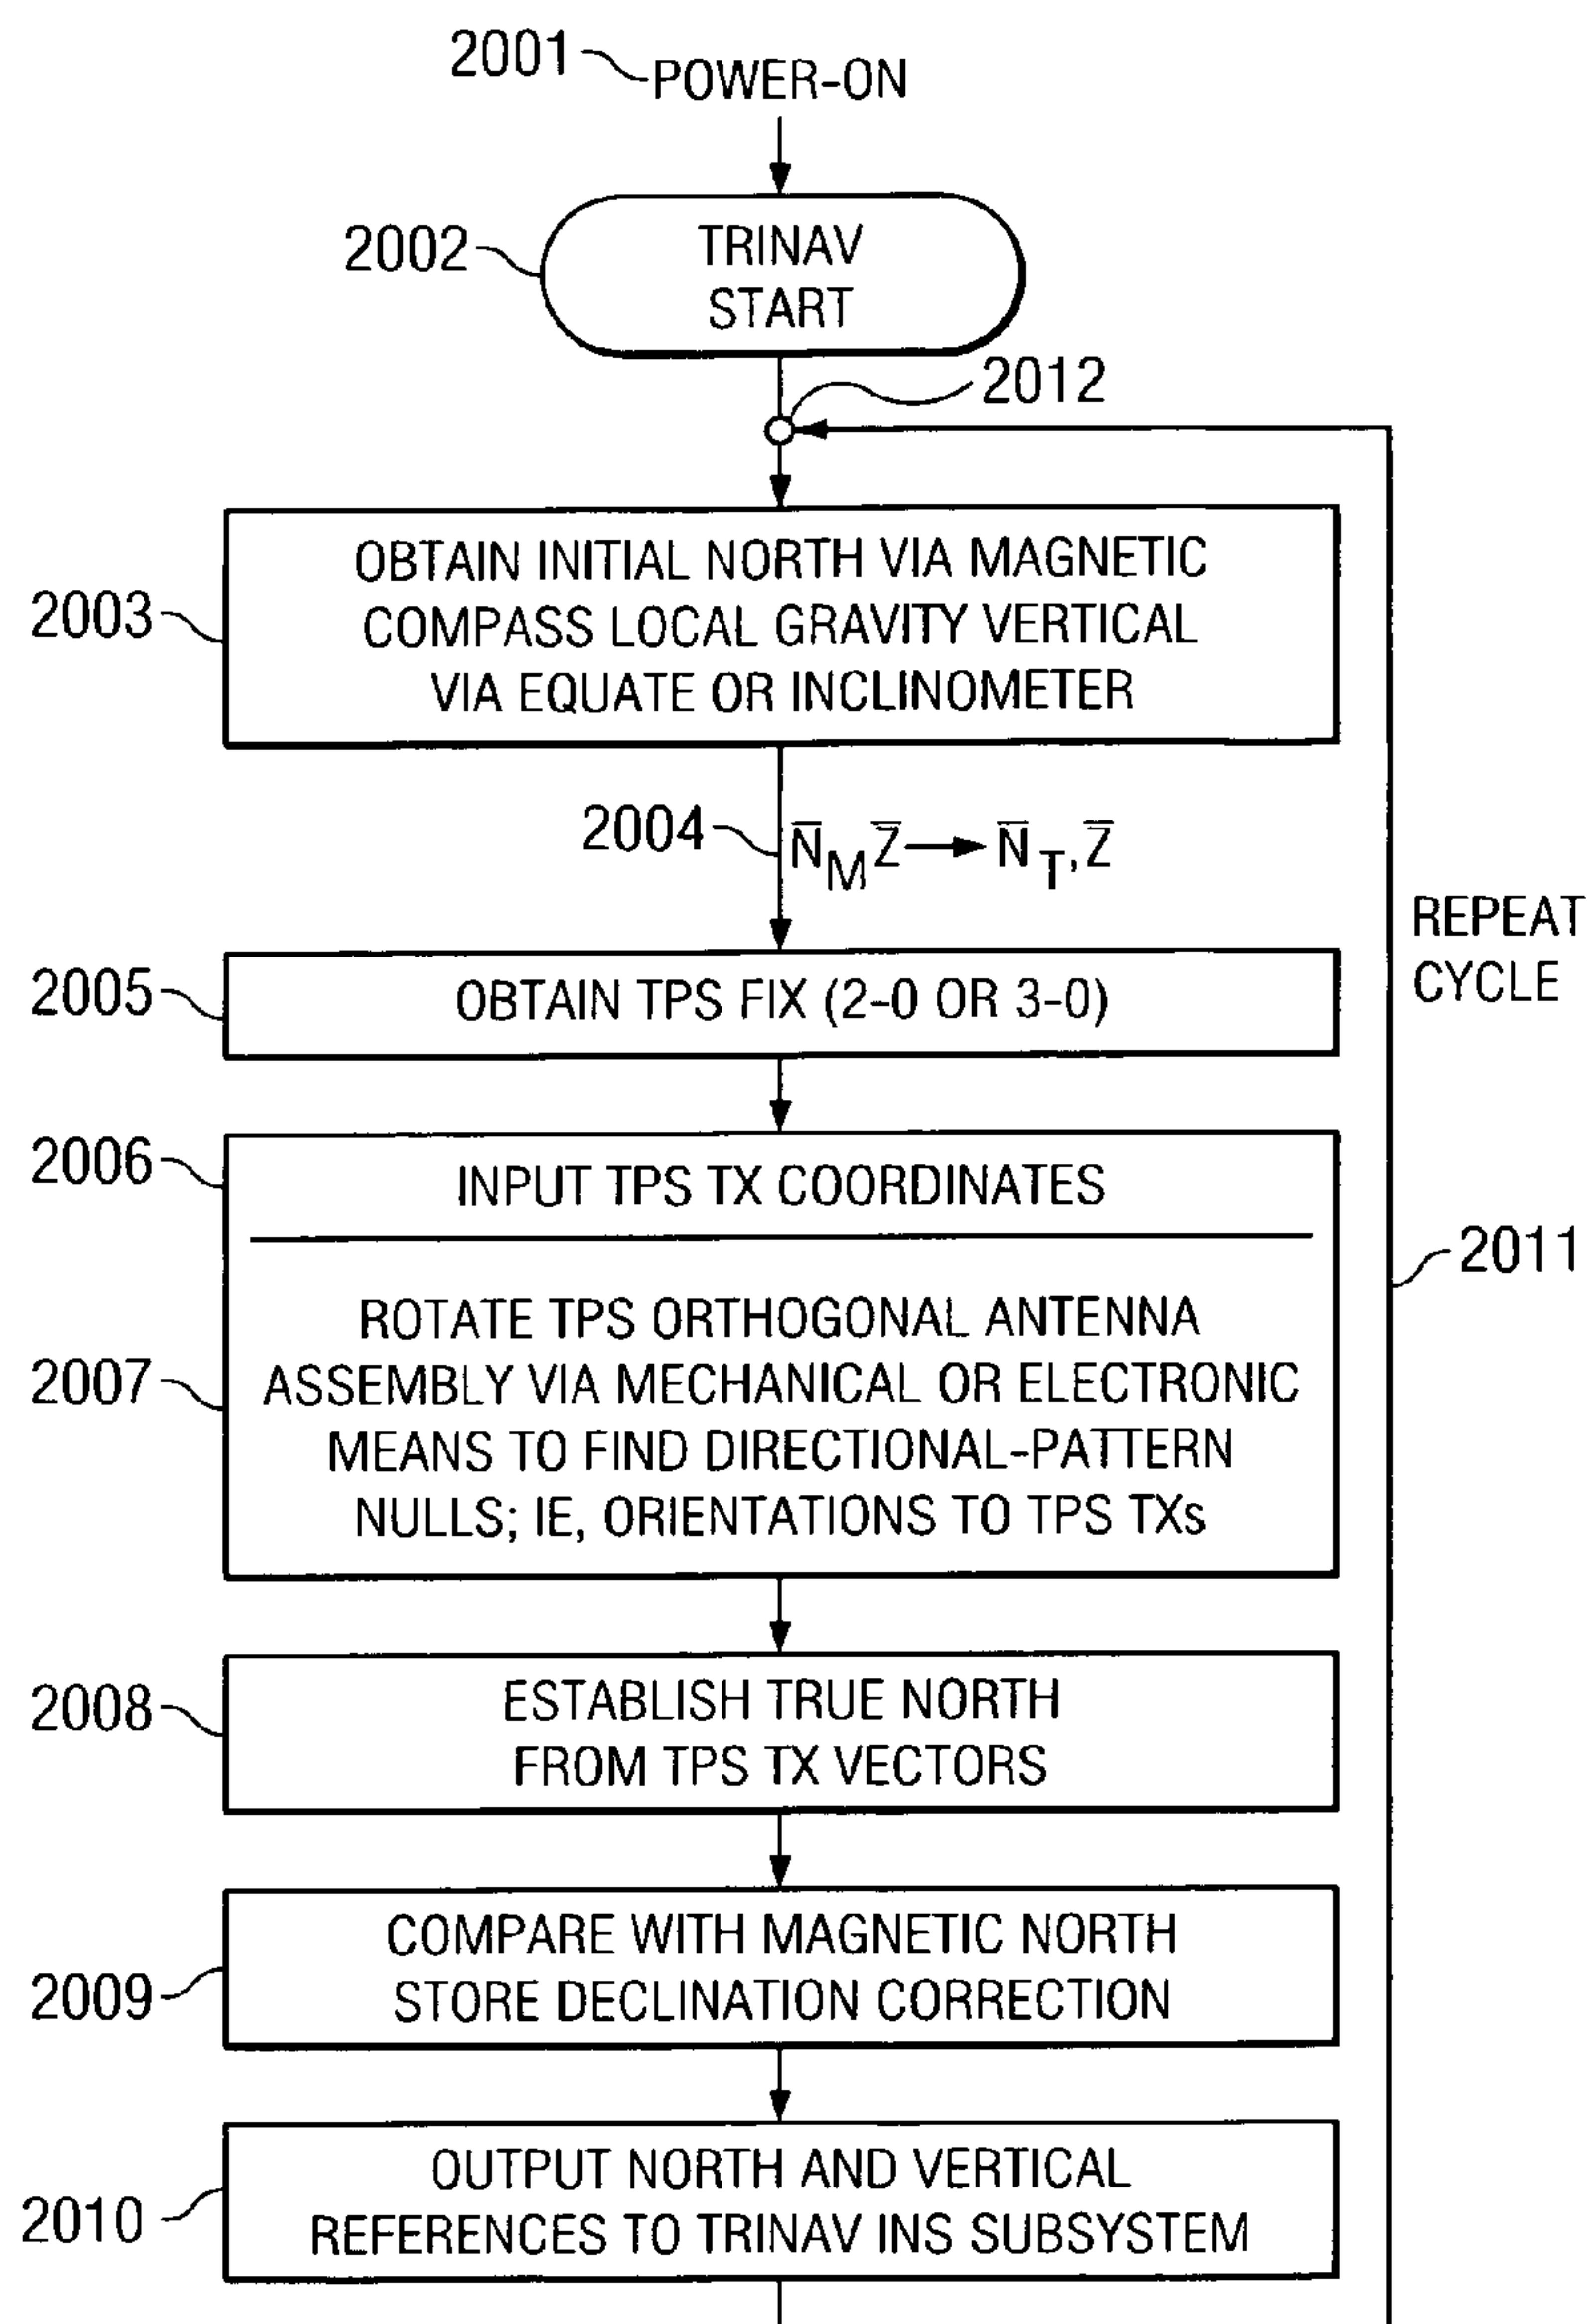 2001
POWER-ON
2002
TRINAV
START
2012
2003
OBTAIN INITIAL NORTH VIA MAGNETIC
COMPASS LOCAL GRAVITY VERTICAL
VIA EQUATE OR INCLINOMETER
2004
N̅M Z̅ → N̅T, Z̅
REPEAT
CYCLE
2005
OBTAIN TPS FIX (2-0 OR 3-0)
2006
INPUT TPS TX COORDINATES
2011
2007
ROTATE TPS ORTHOGONAL ANTENNA
ASSEMBLY VIA MECHANICAL OR ELECTRONIC
MEANS TO FIND DIRECTIONAL-PATTERN
NULLS; IE, ORIENTATIONS TO TPS TXs
2008
ESTABLISH TRUE NORTH
FROM TPS TX VECTORS
2009
COMPARE WITH MAGNETIC NORTH
STORE DECLINATION CORRECTION
2010
OUTPUT NORTH AND VERTICAL
REFERENCES TO TRINAV INS SUBSYSTEM